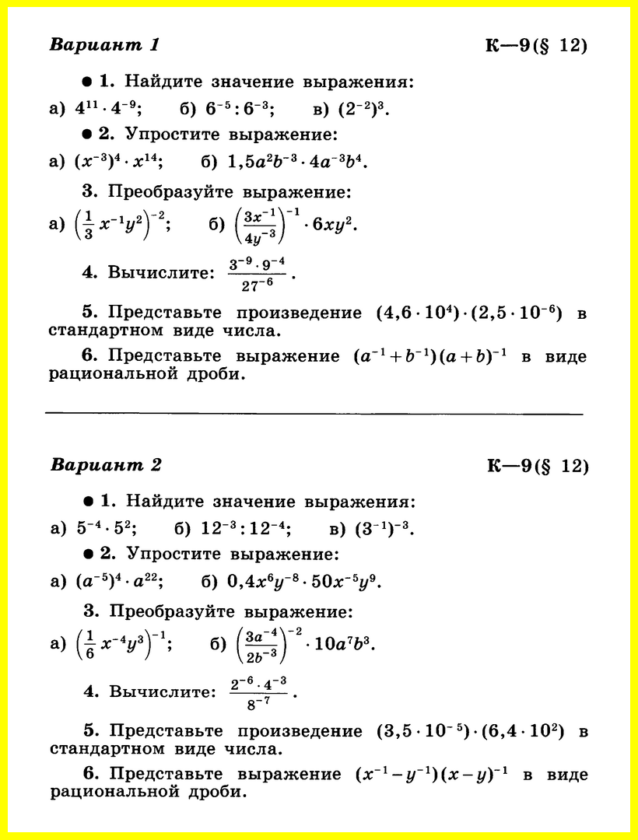 Вариант 1 К—9(§ 12)
● 1. Найдите значение выражения:
а) 4¹¹ · 4⁻⁹; б) 6⁻⁵ : 6⁻³; в) (2⁻²)³.
● 2. Упростите выражение:
а) (x⁻³)⁴ · x¹⁴; б) 1,5a²b⁻³ · 4a⁻³b⁴.
3. Преобразуйте выражение:
а) (1/3 x⁻¹y²)⁻²; б) (3x⁻¹/4y⁻³)⁻¹ · 6xy².
4. Вычислите: 3⁻⁹ · 9⁻⁴/27⁻⁶.
5. Представьте произведение (4,6 · 10⁴) · (2,5 · 10⁻⁶) в
стандартном виде числа.
6. Представьте выражение (a⁻¹ + b⁻¹)(a + b)⁻¹ в виде
рациональной дроби.
Вариант 2 К—9(§ 12)
● 1. Найдите значение выражения:
а) 5⁻⁴ · 5²; б) 12⁻³ : 12⁻⁴; в) (3⁻¹)⁻³.
● 2. Упростите выражение:
а) (a⁻⁵)⁴ · a²²; б) 0,4x⁶y⁻⁸ · 50x⁻⁵y⁹.
3. Преобразуйте выражение:
а) (1/6 x⁻⁴y³)⁻¹; б) (3a⁻⁴/2b⁻³)⁻² · 10a⁷b³.
4. Вычислите: 2⁻⁶ · 4⁻³/8⁻⁷.
5. Представьте произведение (3,5 · 10⁻⁵) · (6,4 · 10²) в
стандартном виде числа.
6. Представьте выражение (x⁻¹ − y⁻¹)(x − y)⁻¹ в виде
рациональной дроби.